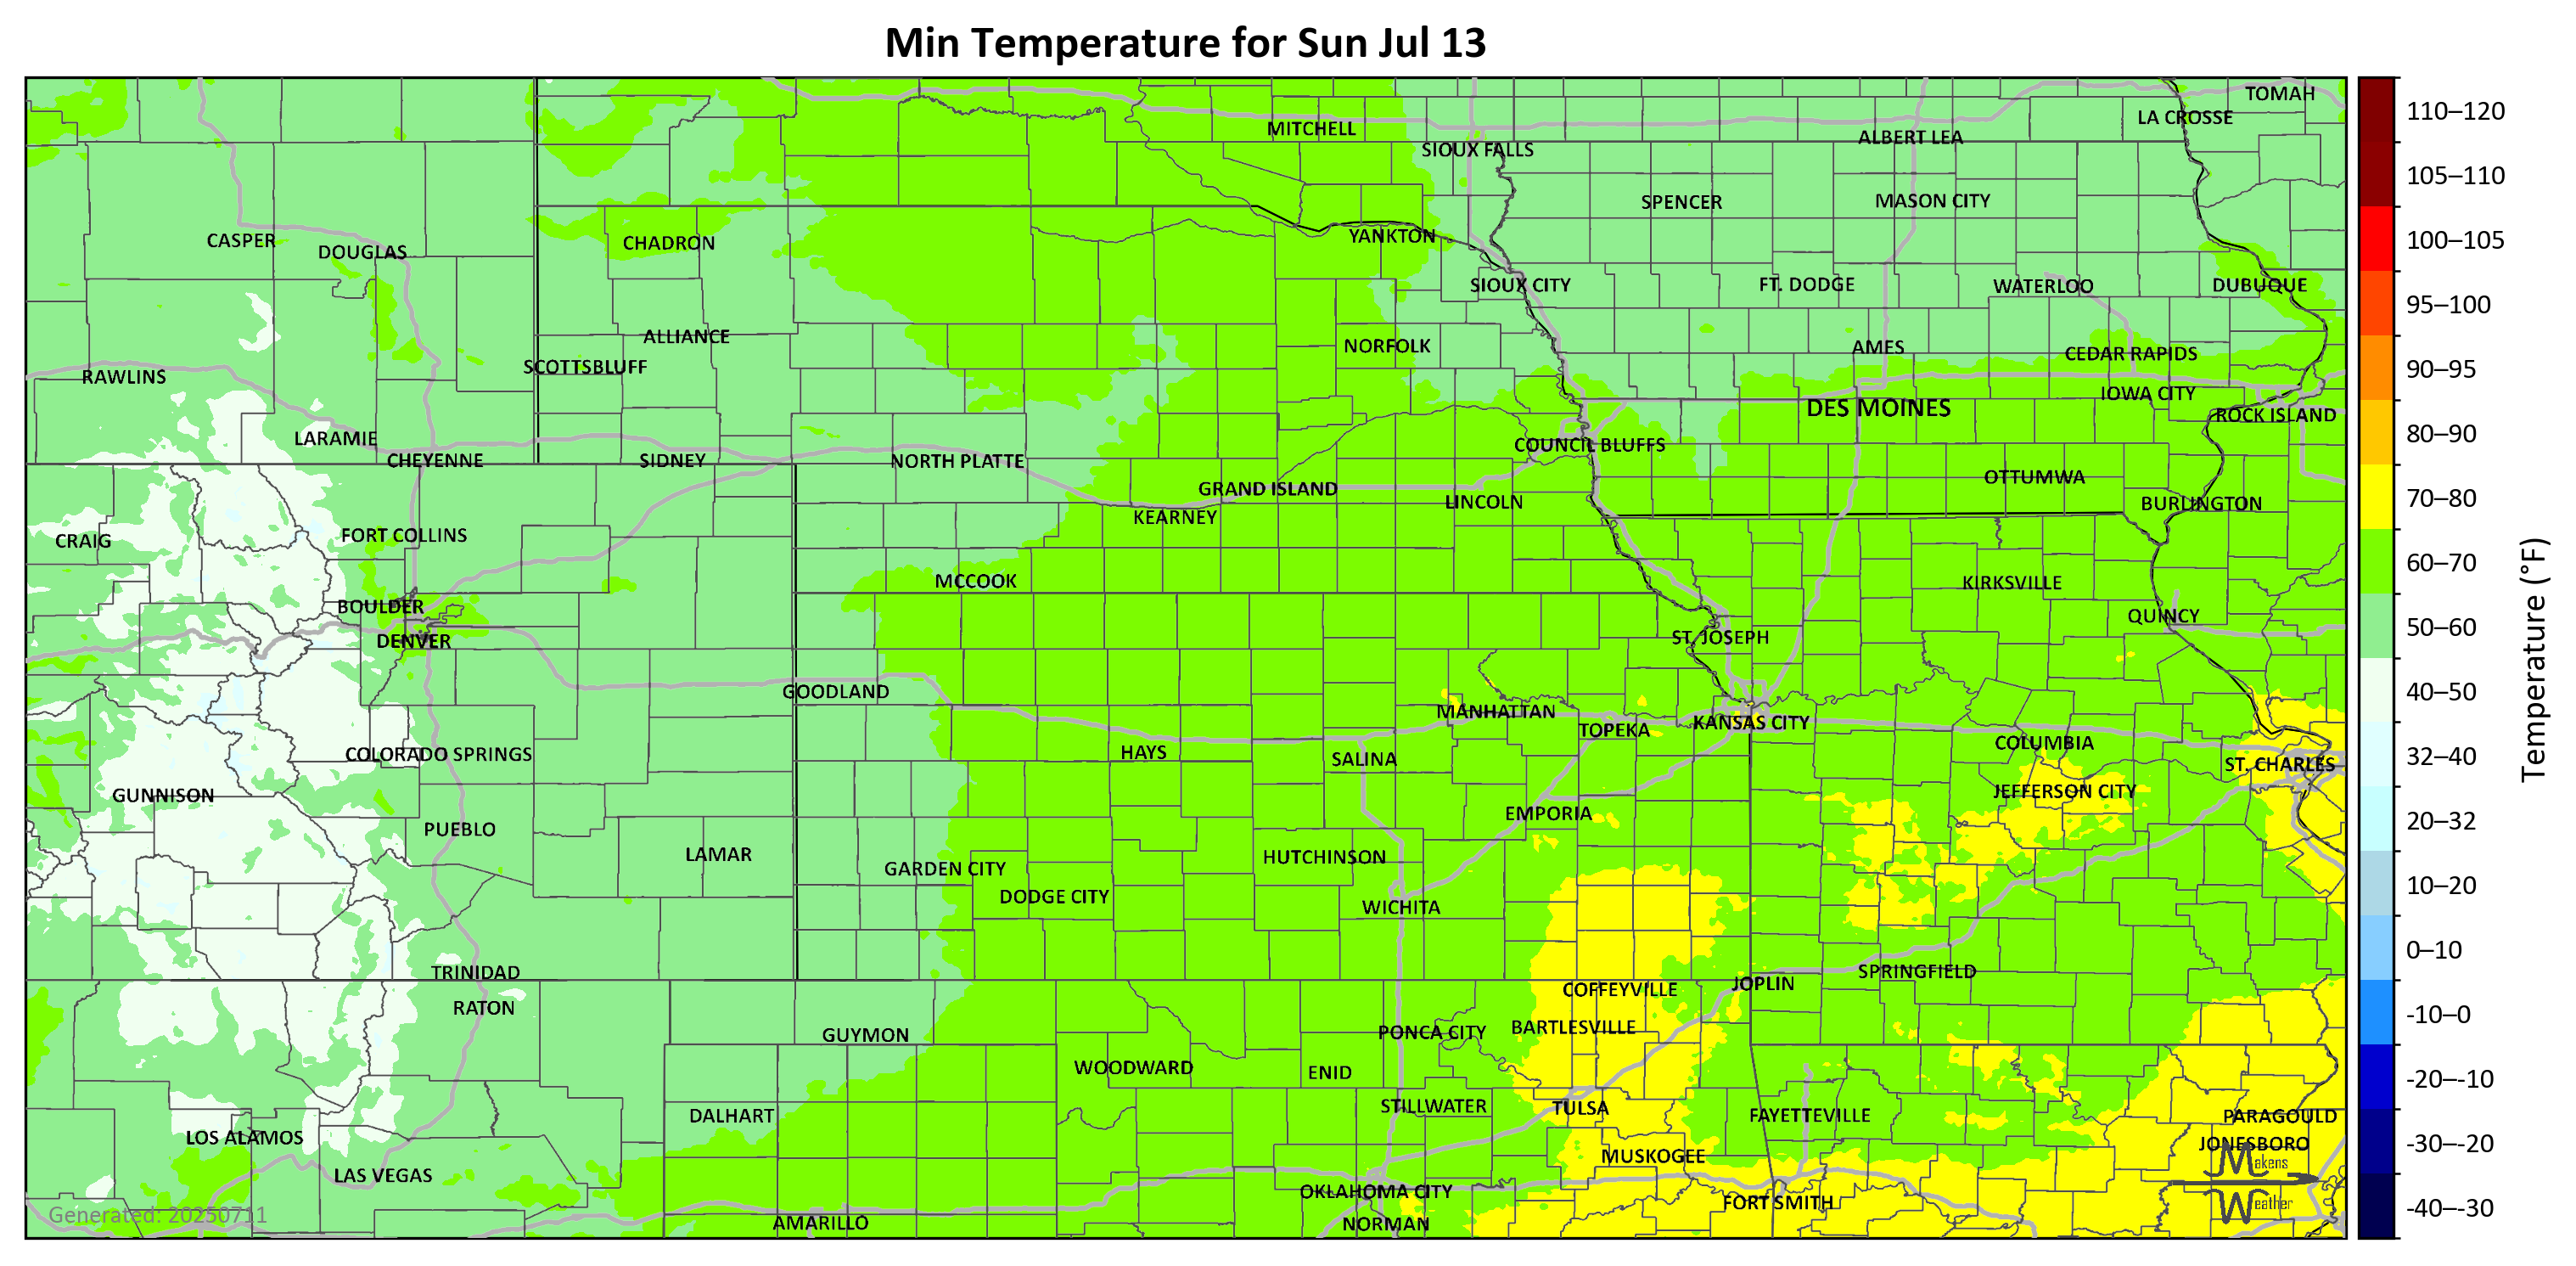 Min Temperature for Sun Jul 13
TOMAH
LA CROSSE
MITCHELL
ALBERT LEA
SIOUX FALLS
SPENCER
MASON CITY
CASPER
DOUGLAS
CHADRON
YANKTON
SIOUX CITY
FT. DODGE
WATERLOO
DUBUQUE
ALLIANCE
NORFOLK
AMES
CEDAR RAPIDS
SCOTTSBLUFF
RAWLINS
IOWA CITY
DES MOINES
ROCK ISLAND
LARAMIE
COUNCIL BLUFFS
CHEYENNE
SIDNEY
NORTH PLATTE
OTTUMWA
GRAND ISLAND
LINCOLN
BURLINGTON
KEARNEY
FORT COLLINS
CRAIG
MCCOOK
KIRKSVILLE
BOULDER
QUINCY
DENVER
ST. JOSEPH
GOODLAND
MANHATTAN
KANSAS CITY
TOPEKA
COLUMBIA
COLORADO SPRINGS
HAYS
SALINA
ST. CHARLES
GUNNISON
JEFFERSON CITY
EMPORIA
PUEBLO
LAMAR
HUTCHINSON
GARDEN CITY
DODGE CITY
WICHITA
TRINIDAD
SPRINGFIELD
JOPLIN
COFFEYVILLE
RATON
BARTLESVILLE
GUYMON
PONCA CITY
WOODWARD
ENID
STILLWATER
TULSA
DALHART
FAYETTEVILLE
PARAGOULD
LOS ALAMOS
JONESBORO
MUSKOGEE
LAS VEGAS
OKLAHOMA CITY
FORT SMITH
AMARILLO
NORMAN
Generated: 20250711
Makens
Weather
110–120
105–110
100–105
95–100
90–95
80–90
70–80
60–70
50–60
40–50
32–40
20–32
10–20
0–10
-10–0
-20–-10
-30–-20
-40–-30
Temperature (°F)